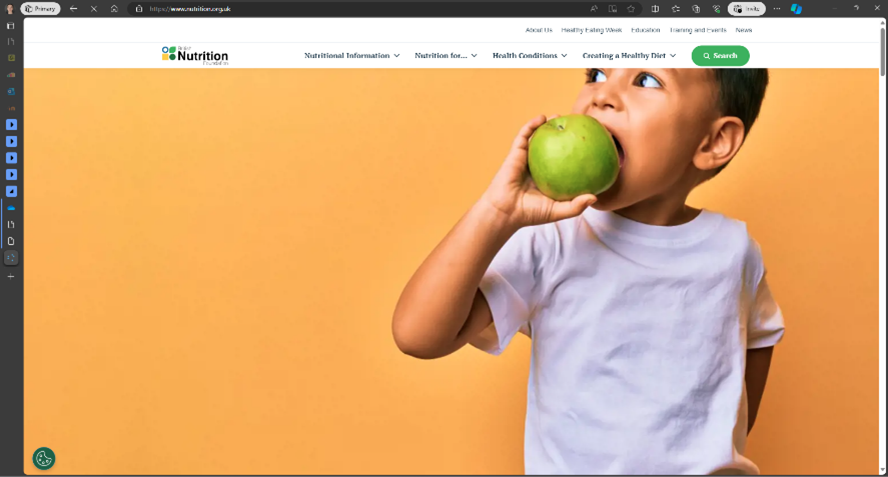 Primary
https://www.nutrition.org.uk
Invite
About Us Healthy Eating Week Education Training and Events News
British
Nutrition
Foundation
Nutritional Information Nutrition for... Health Conditions Creating a Healthy Diet Search